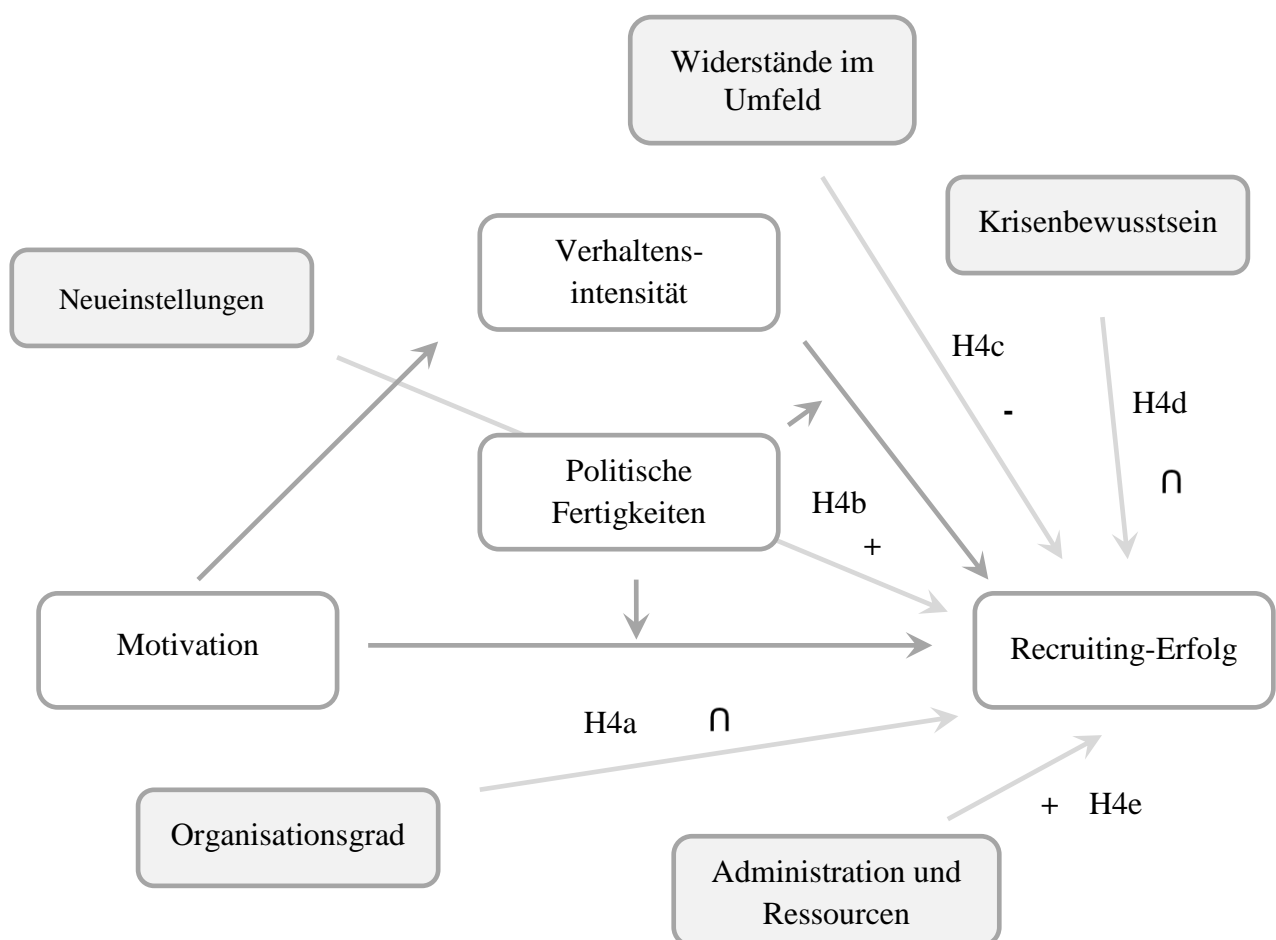 Widerstände im
Umfeld
Krisenbewusstsein
Verhaltens-
intensität
Neueinstellungen
H4c
-
H4d
∩
Politische
Fertigkeiten
H4b
+
Motivation
Recruiting-Erfolg
H4a ∩
+ H4e
Organisationsgrad
Administration und
Ressourcen